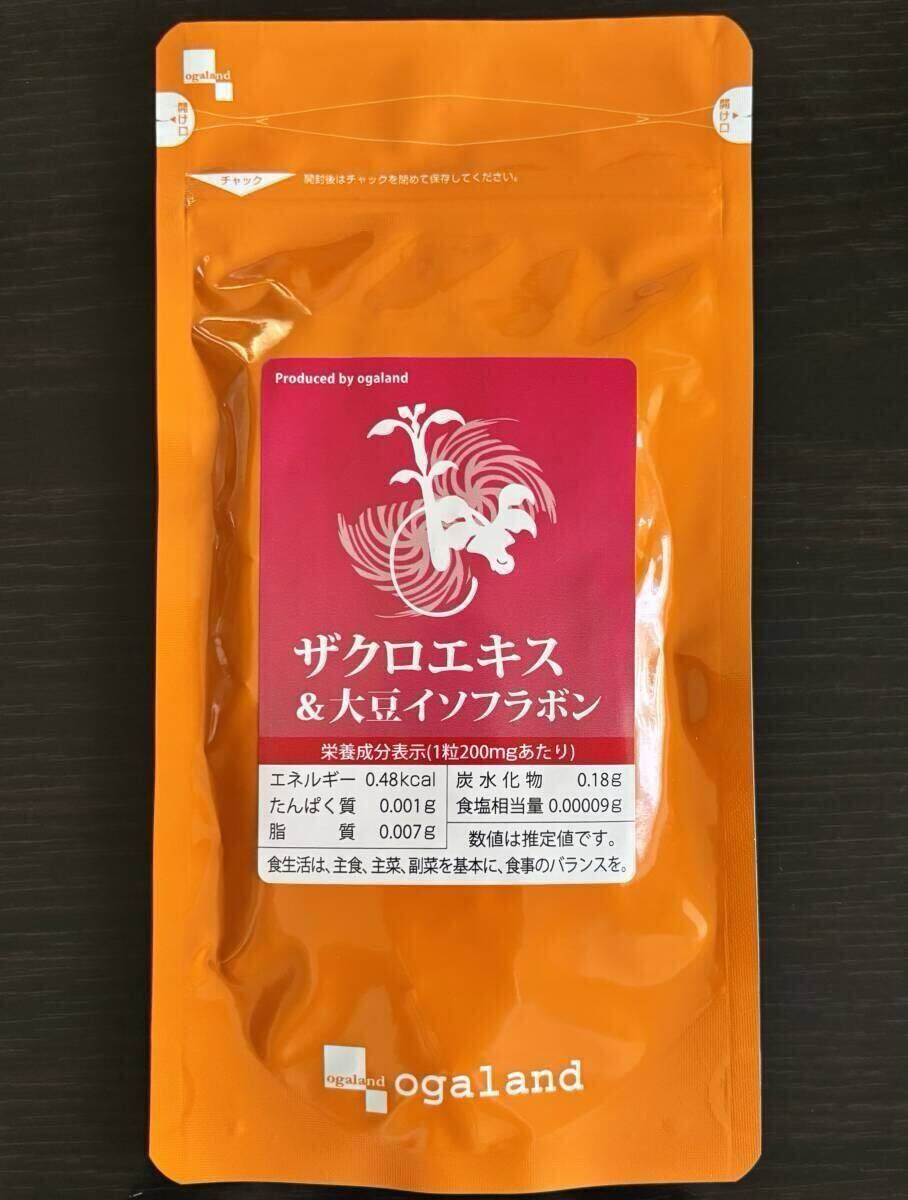 ogaland
開け口
開け口
チャック
開封後はチャックを閉めて保存してください。
Produced by ogaland
ザクロエキス
&大豆イソフラボン
栄養成分表示(1粒200mgあたり)
エネルギー 0.48kcal
たんぱく質 0.001g
脂質 0.007g
炭水化物 0.18g
食塩相当量 0.00009g
数値は推定値です。
食生活は、主食、主菜、副菜を基本に、食事のバランスを。
ogaland
ogaland